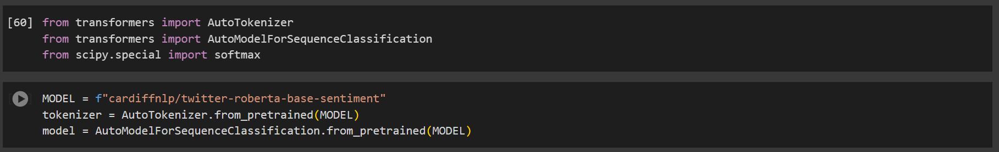 [60] from transformers import AutoTokenizer
from transformers import AutoModelForSequenceClassification
from scipy.special import softmax
MODEL = f"cardiffnlp/twitter-roberta-base-sentiment"
tokenizer = AutoTokenizer.from_pretrained(MODEL)
model = AutoModelForSequenceClassification.from_pretrained(MODEL)